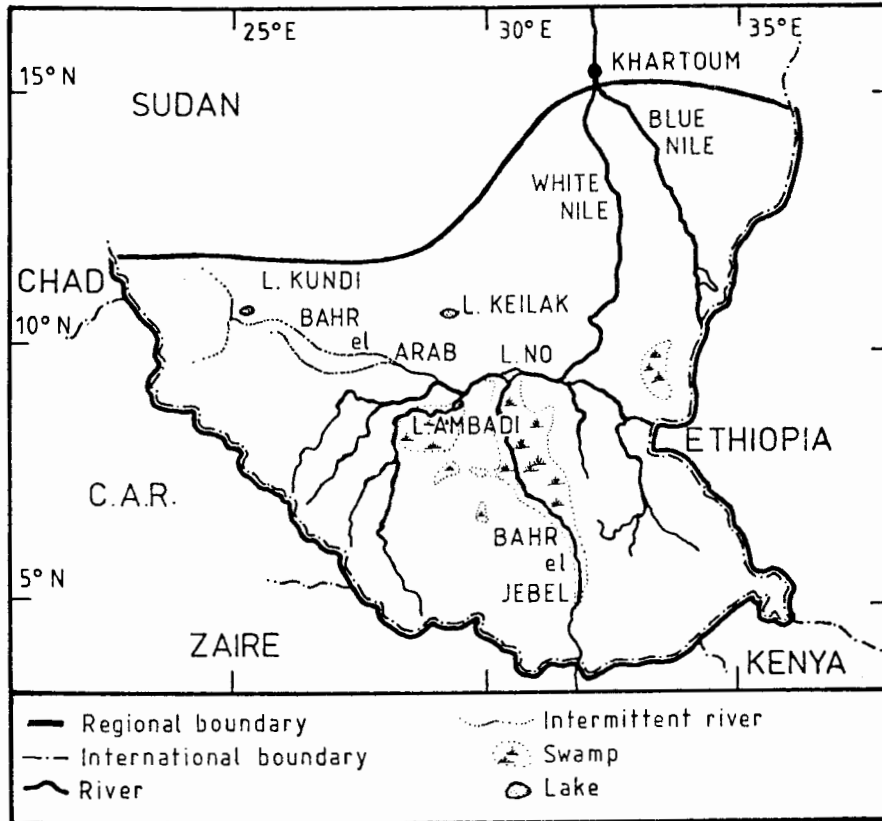 25°E 30°E 35°E
KHARTOUM
15°N
SUDAN
BLUE
NILE
WHITE
NILE
CHAD
L. KUNDI
L. KEILAK
BAHR
10°N
el
ARAB
L. NO
L. AMBADI
ETHIOPIA
C.A.R.
BAHR
el
JEBEL
5°N
ZAIRE
KENYA
Regional boundary
International boundary
River
Intermittent river
Swamp
Lake